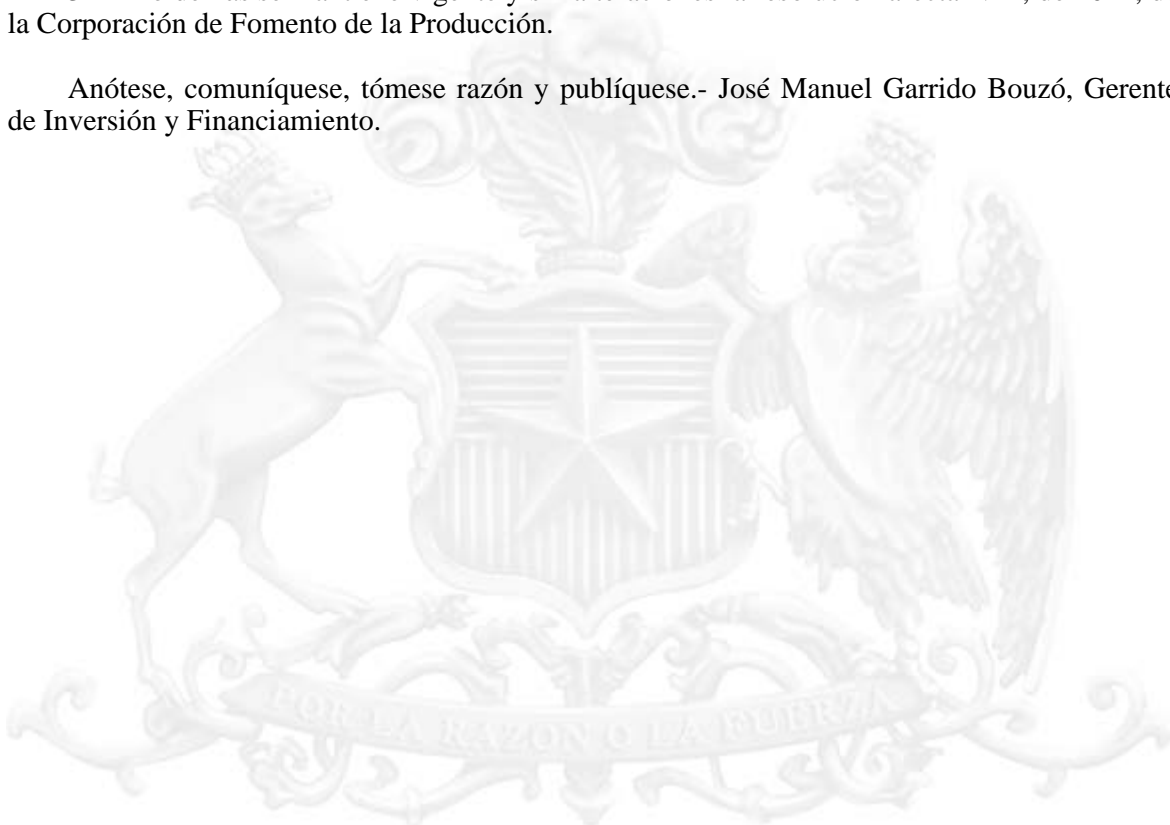 la Corporación de Fomento de la Producción.
Anótese, comuníquese, tómese razón y publíquese.- José Manuel Garrido Bouzó, Gerente
de Inversión y Financiamiento.
POR LA RAZON O LA FUERZA